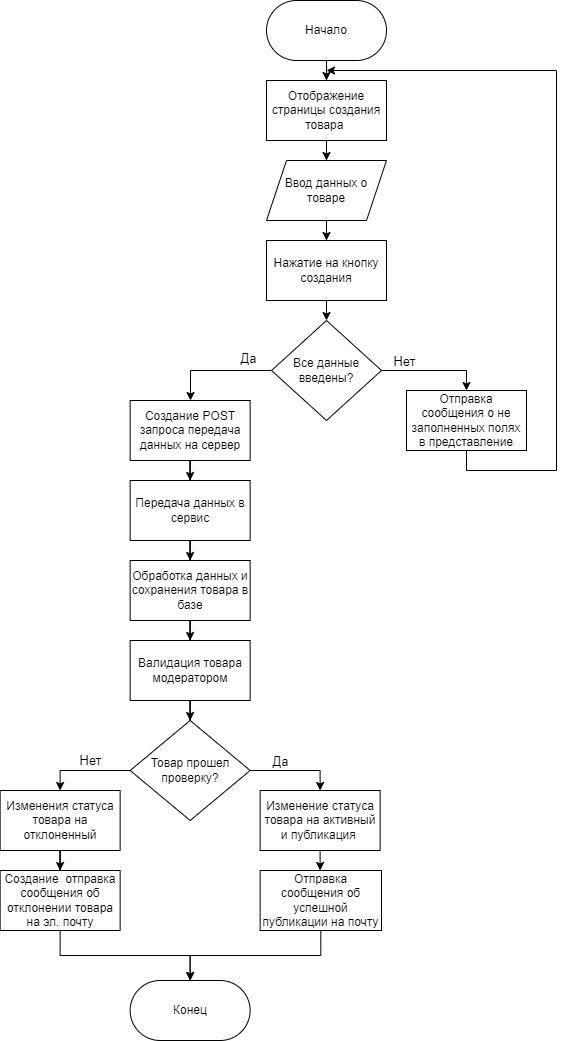 Начало
Отображение
страницы создания
товара
Ввод данных о
товаре
Нажатие на кнопку
создания
Все данные
введены?
Да
Нет
Создание POST
запроса передача
данных на сервер
Отправка
сообщения о не
заполненных полях
в представление
Передача данных в
сервис
Обработка данных и
сохранения товара в
базе
Валидация товара
модератором
Товар прошел
проверку?
Нет
Да
Изменения статуса
товара на
отклоненный
Изменение статуса
товара на активный
и публикация
Создание отправка
сообщения об
отклонении товара
на эл. почту
Отправка
сообщения об
успешной
публикации на почту
Конец